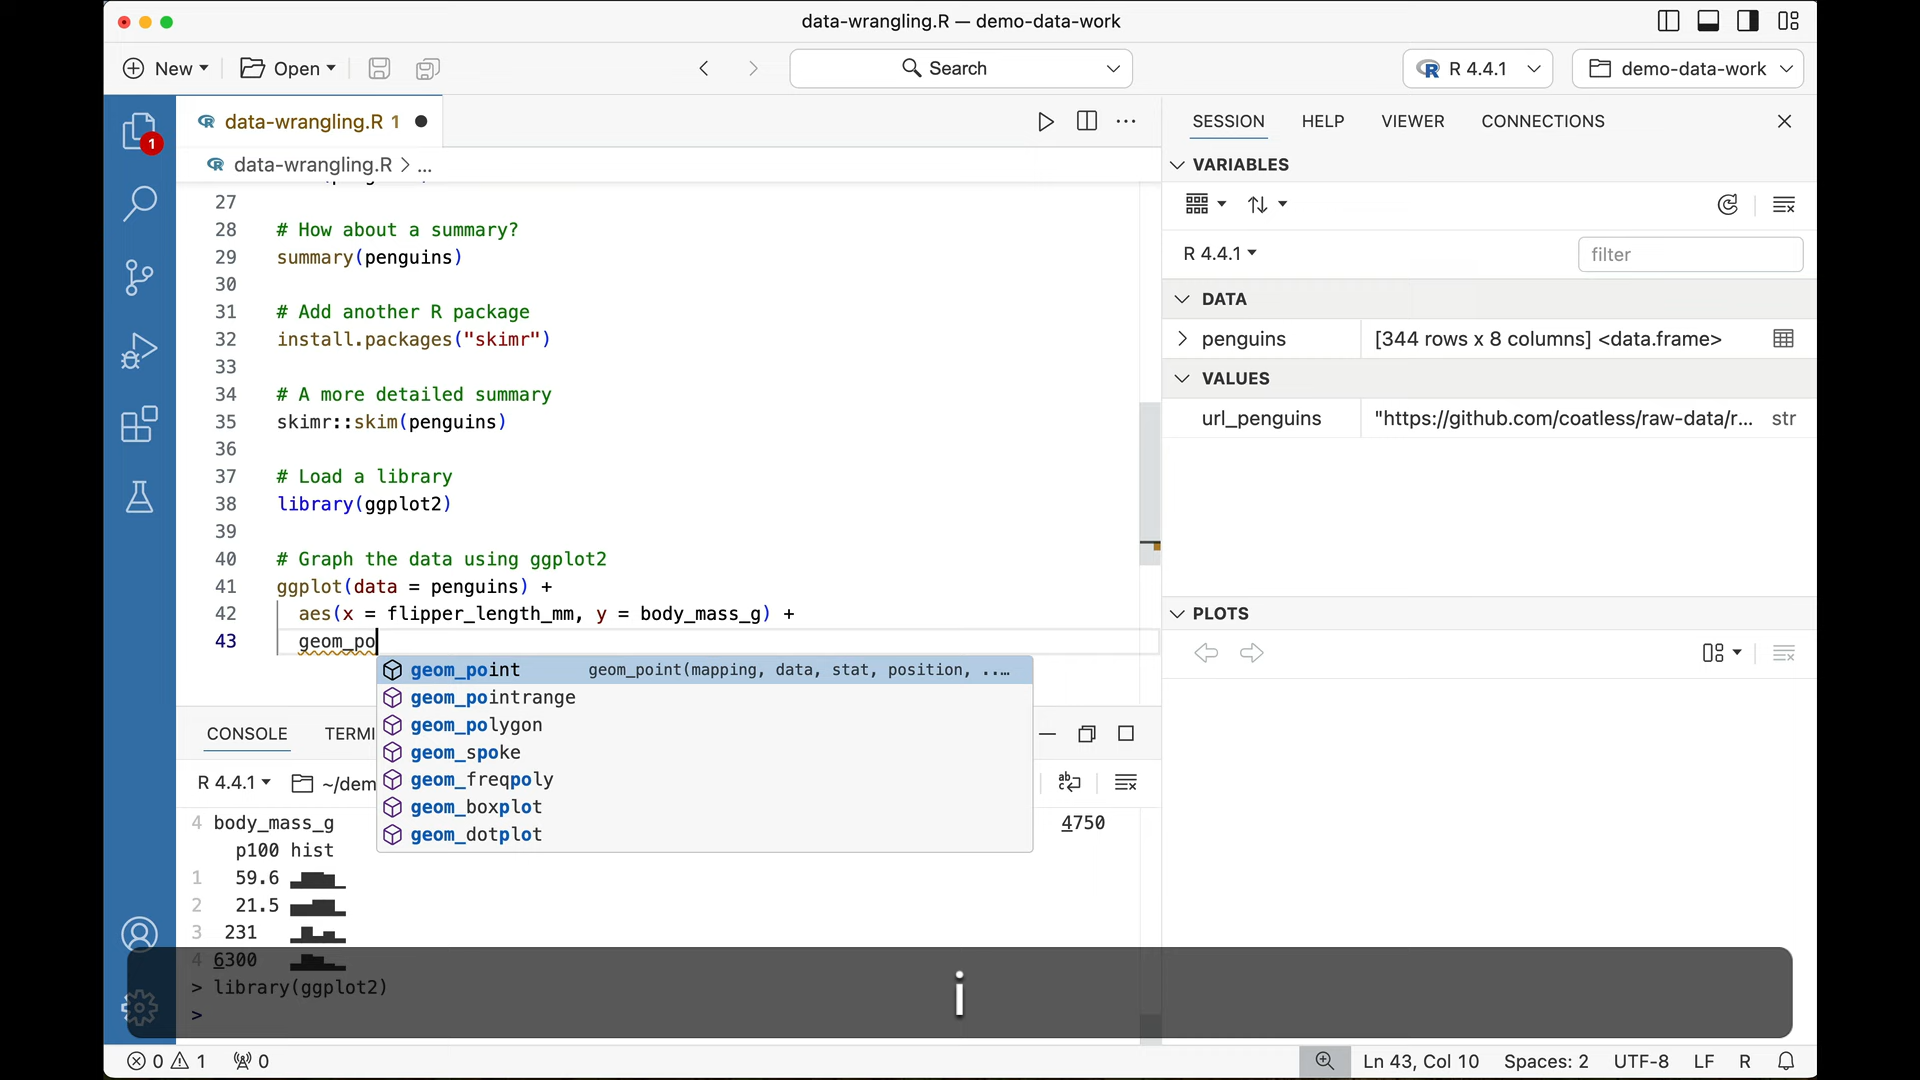 data-wrangling.R — demo-data-work
New
Open
Search
R 4.4.1
demo-data-work
1
data-wrangling.R 1
data-wrangling.R > ...
27
28 # How about a summary?
29 summary(penguins)
30
31 # Add another R package
32 install.packages("skimr")
33
34 # A more detailed summary
35 skimr::skim(penguins)
36
37 # Load a library
38 library(ggplot2)
39
40 # Graph the data using ggplot2
41 ggplot(data = penguins) +
42 aes(x = flipper_length_mm, y = body_mass_g) +
43 geom_po
geom_point geom_point(mapping, data, stat, position, ..…
geom_pointrange
geom_polygon
geom_spoke
geom_freqpoly
geom_boxplot
geom_dotplot
CONSOLE TERMI
R 4.4.1 ~/dem
4 body_mass_g 4750
p100 hist
1 59.6
2 21.5
3 231
4 6300
> library(ggplot2)
>
i
SESSION HELP VIEWER CONNECTIONS
VARIABLES
R 4.4.1
filter
DATA
penguins [344 rows x 8 columns] <data.frame>
VALUES
url_penguins "https://github.com/coatless/raw-data/r... str
PLOTS
0 1 0
Ln 43, Col 10 Spaces: 2 UTF-8 LF R